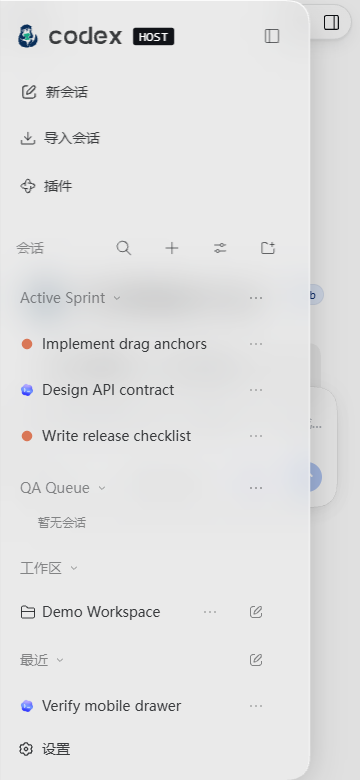 codex HOST
新会话
导入会话
插件
会话
Active Sprint
Implement drag anchors
Design API contract
Write release checklist
QA Queue
暂无会话
工作区
Demo Workspace
最近
Verify mobile drawer
设置